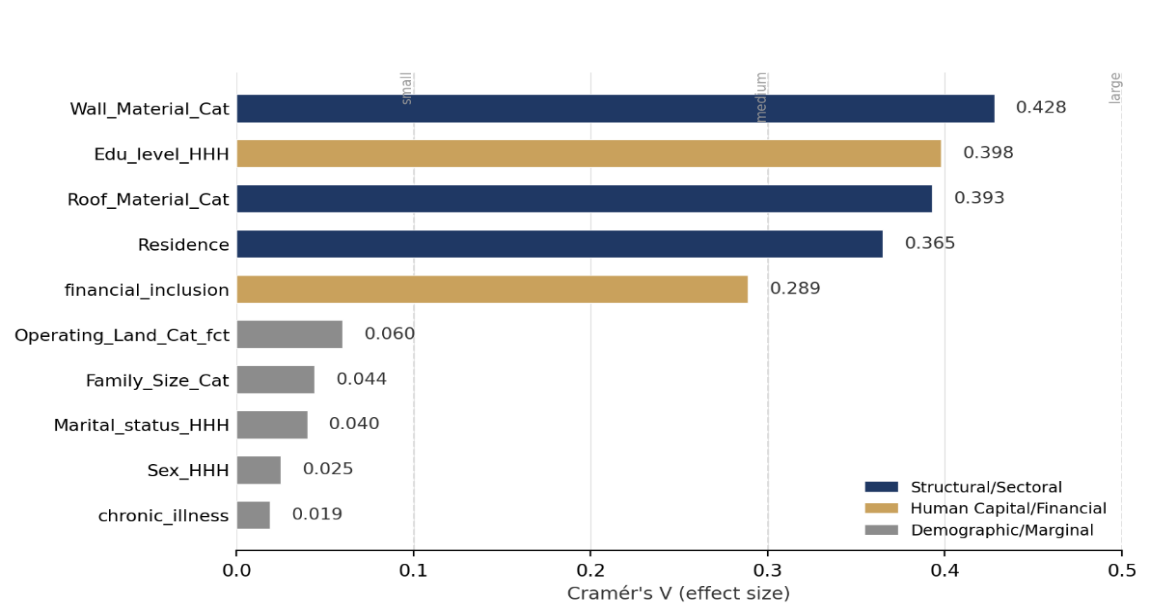 small
medium
large
Wall_Material_Cat 0.428
Edu_level_HHH 0.398
Roof_Material_Cat 0.393
Residence 0.365
financial_inclusion 0.289
Operating_Land_Cat_fct 0.060
Family_Size_Cat 0.044
Marital_status_HHH 0.040
Sex_HHH 0.025
chronic_illness 0.019
Structural/Sectoral
Human Capital/Financial
Demographic/Marginal
0.0 0.1 0.2 0.3 0.4 0.5
Cramér's V (effect size)